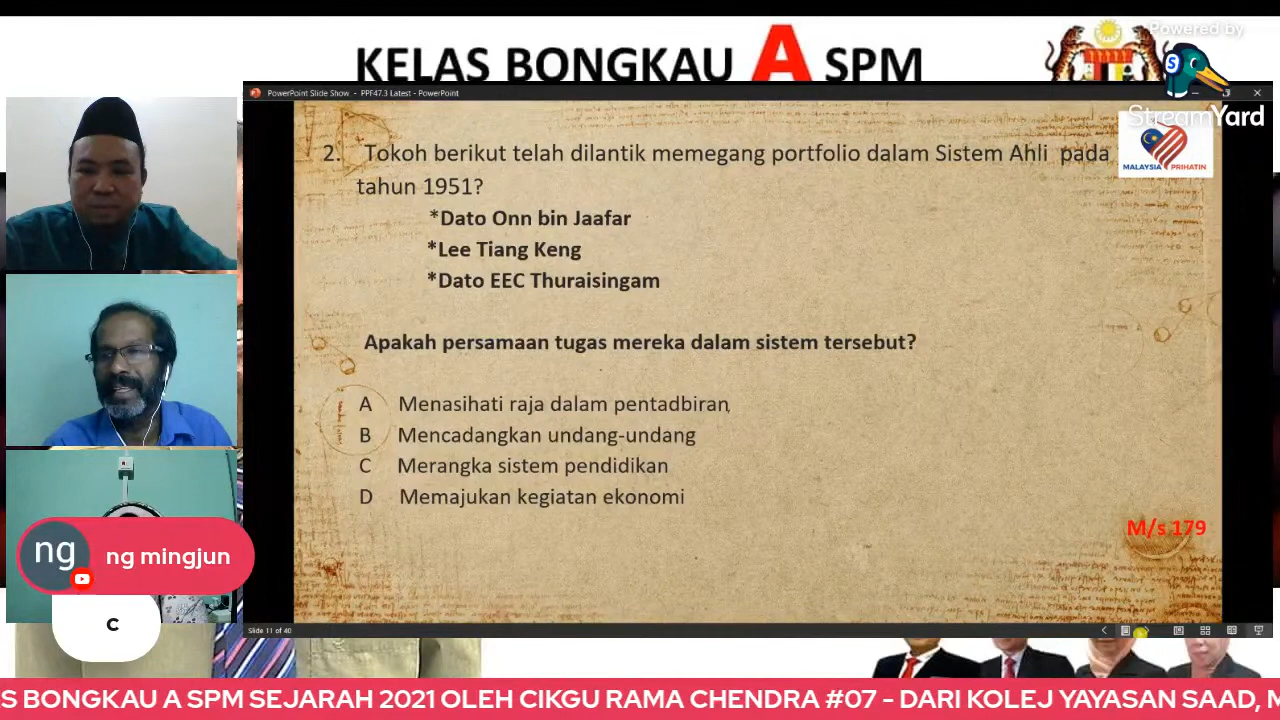 KELAS BONGKAU A SPM
Powered by
StreamYard
PowerPoint Slide Show - PPF47.3 Latest - PowerPoint
MALAYSIA PRIHATIN
2. Tokoh berikut telah dilantik memegang portfolio dalam Sistem Ahli pada
tahun 1951?
*Dato Onn bin Jaafar
*Lee Tiang Keng
*Dato EEC Thuraisingam
Apakah persamaan tugas mereka dalam sistem tersebut?
A Menasihati raja dalam pentadbiran
B Mencadangkan undang-undang
C Merangka sistem pendidikan
D Memajukan kegiatan ekonomi
M/s 179
Slide 11 of 40
ng
ng mingjun
c
S BONGKAU A SPM SEJARAH 2021 OLEH CIKGU RAMA CHENDRA #07 - DARI KOLEJ YAYASAN SAAD, M